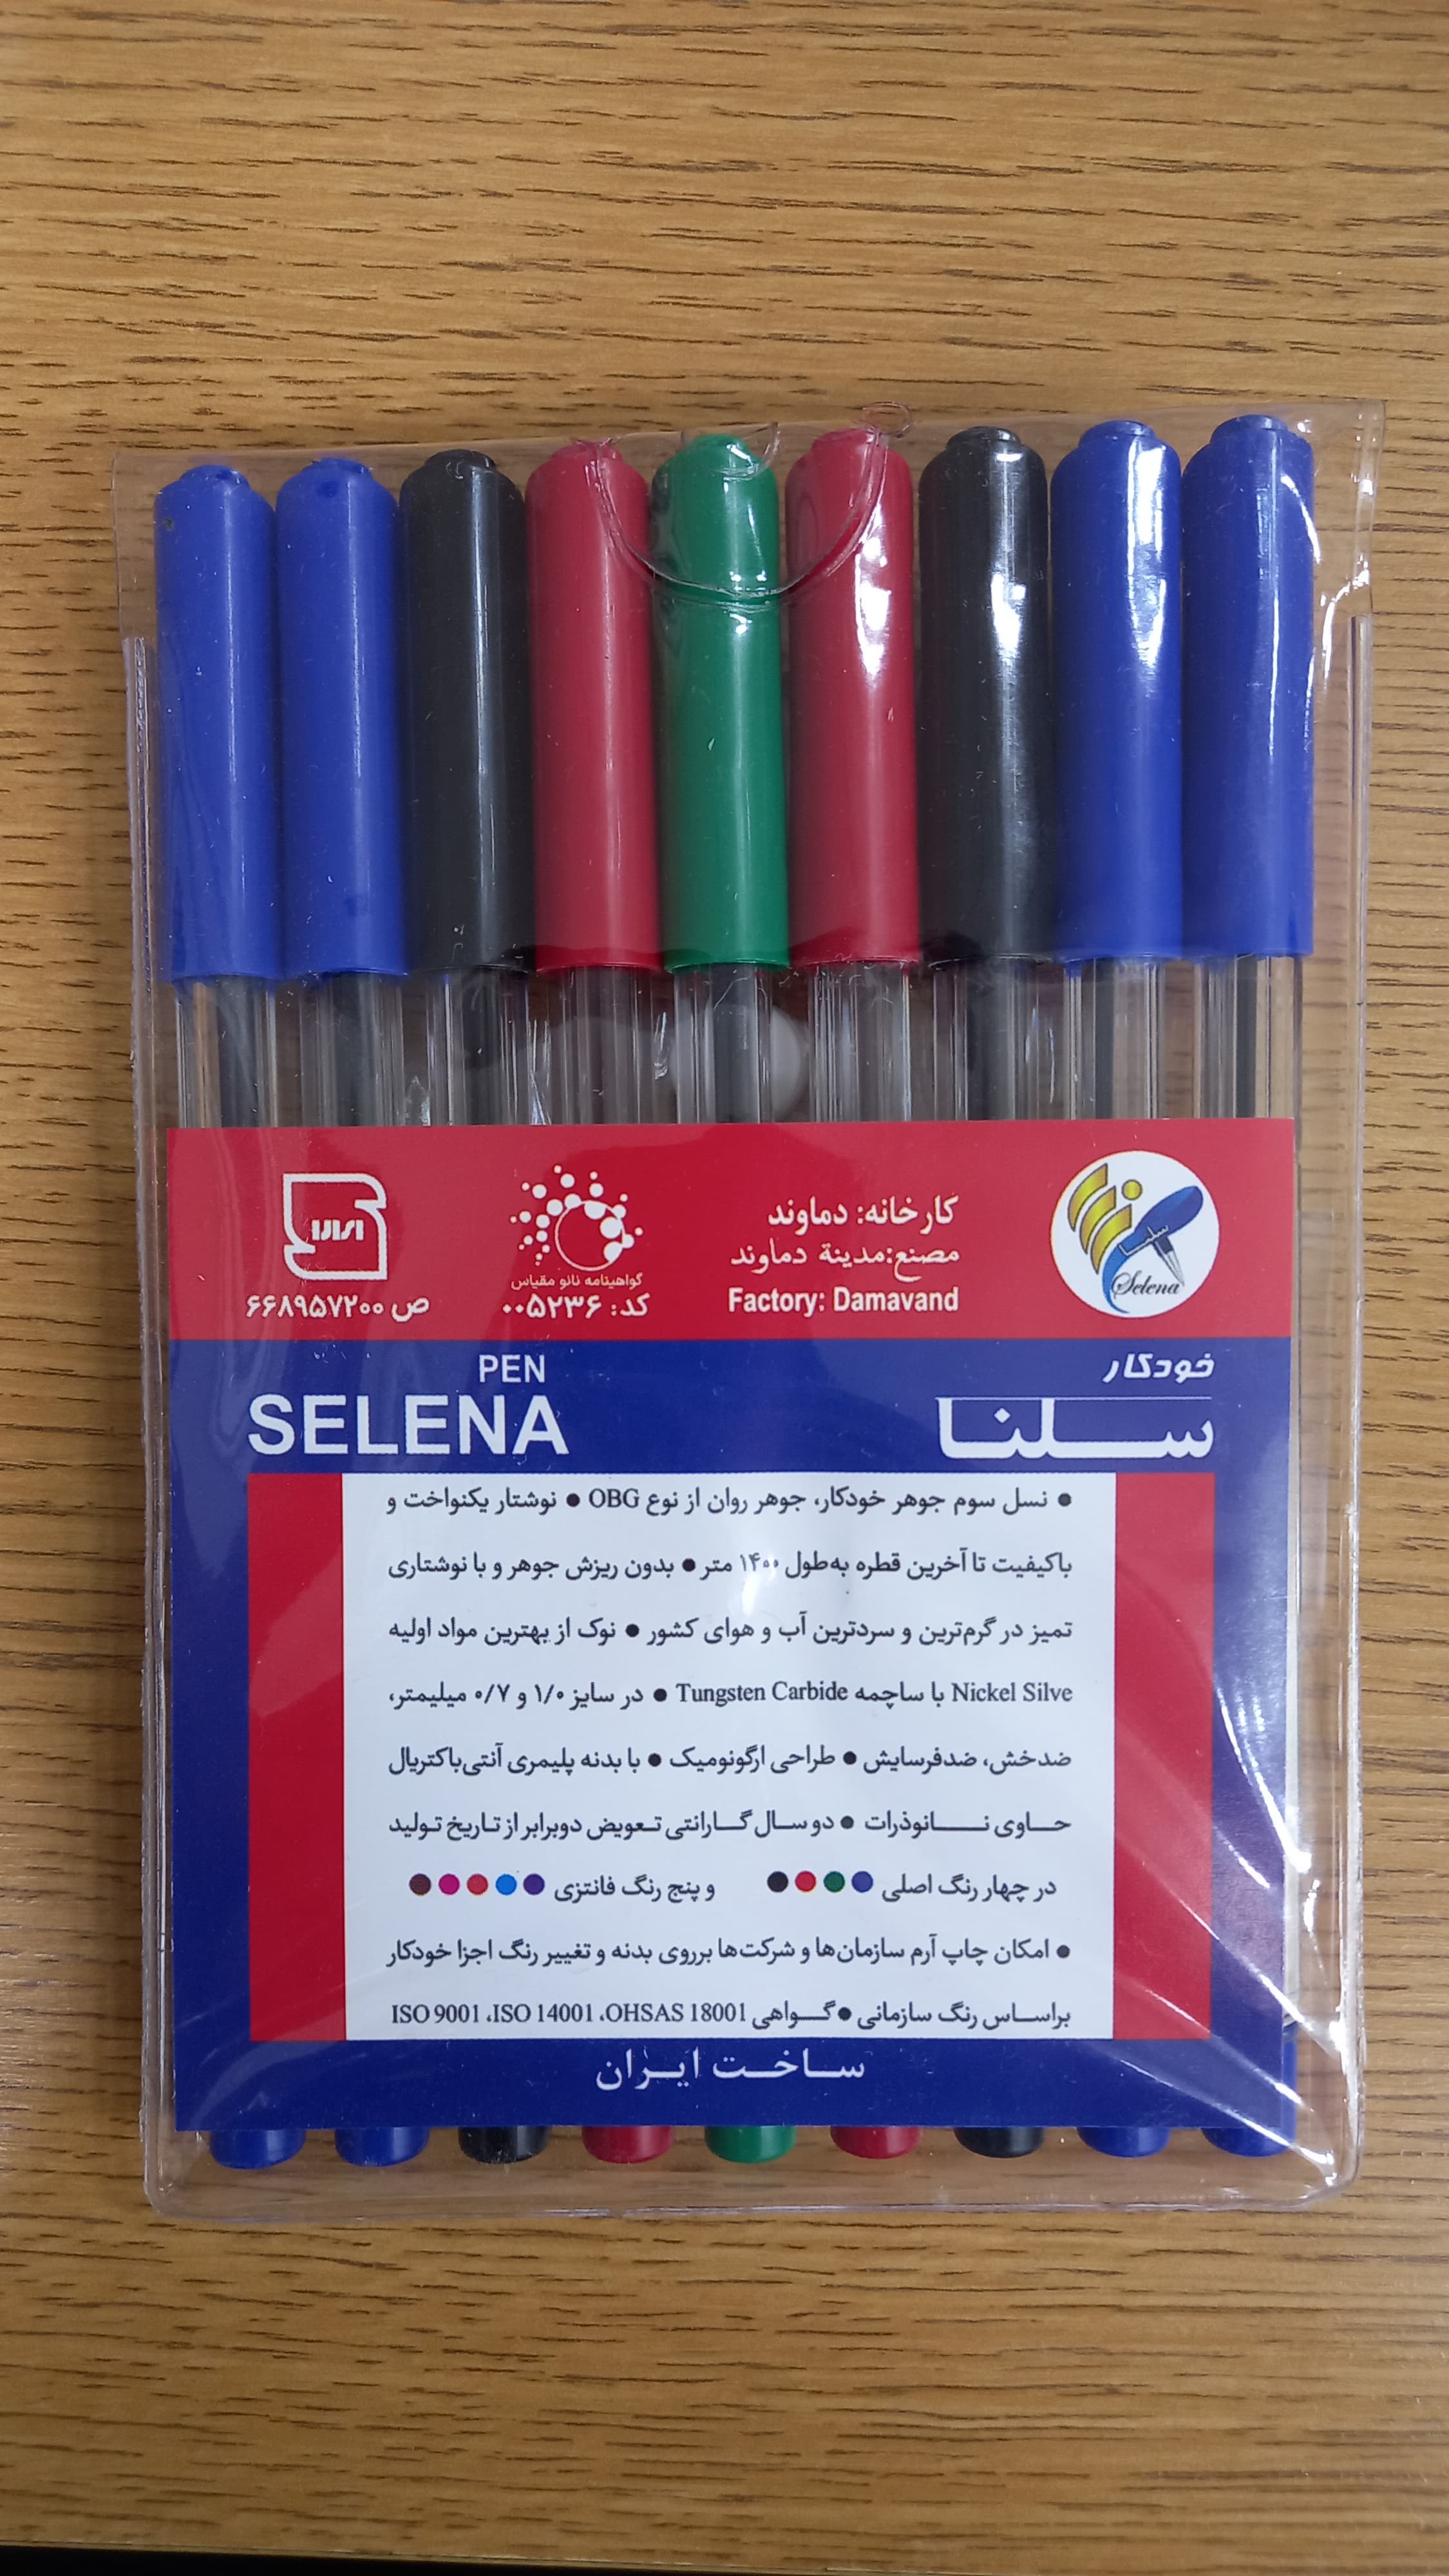 کارخانه: دماوند
مصنع:مدینة دماوند
Factory: Damavand
سلنا
Selena
گواهینامه نانو مقیاس
کد: ۰۰۵۲۳۶
ص ۶۶۸۹۵۷۲۰۰
خودکار
سلنا
PEN
SELENA
● نسل سوم جوهر خودکار، جوهر روان از نوع OBG ● نوشتار یکنواخت و
باکیفیت تا آخرین قطره به‌طول ۱۴۰۰ متر ● بدون ریزش جوهر و با نوشتاری
تمیز در گرم‌ترین و سردترین آب و هوای کشور ● نوک از بهترین مواد اولیه
Nickel Silve با ساچمه Tungsten Carbide ● در سایز ۱/۰ و ۰/۷ میلیمتر،
ضدخش، ضدفرسایش ● طراحی ارگونومیک ● با بدنه پلیمری آنتی‌باکتریال
حاوی نانوذرات ● دو سال گارانتی تعویض دوبرابر از تاریخ تولید
در چهار رنگ اصلی ●●●● و پنج رنگ فانتزی ●●●●●
● امکان چاپ آرم سازمان‌ها و شرکت‌ها برروی بدنه و تغییر رنگ اجزا خودکار
براساس رنگ سازمانی ● گواهی ISO 9001 ،ISO 14001 ،OHSAS 18001
ساخت ایران